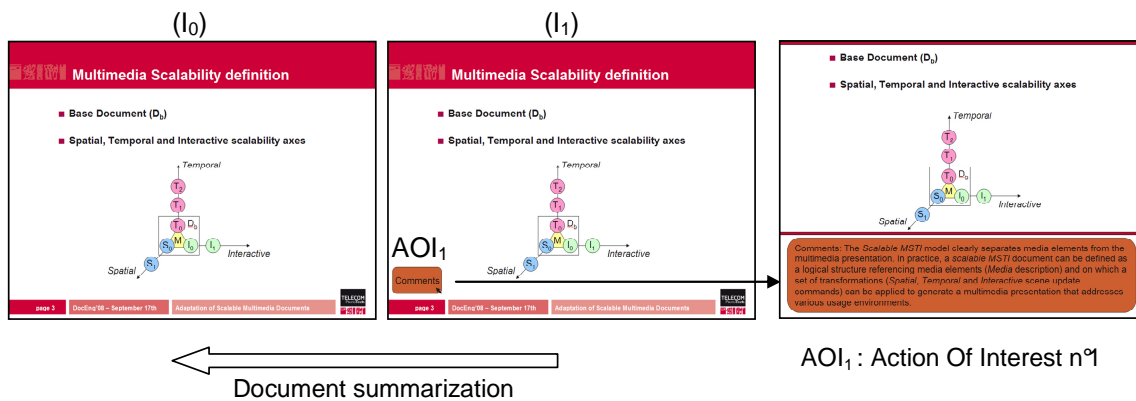 (I₀)
Multimedia Scalability definition
Base Document (D_b)
Spatial, Temporal and Interactive scalability axes
Temporal
T₂
T₁
T₀ D_b
M
S₀ I₀ I₁
Interactive
S₁
Spatial
TELECOM
page 3 DocEng'08 – September 17th Adaptation of Scalable Multimedia Documents
(I₁)
Multimedia Scalability definition
Base Document (D_b)
Spatial, Temporal and Interactive scalability axes
Temporal
T₂
T₁
T₀ D_b
M
S₀ I₀ I₁
Interactive
S₁
Spatial
AOI₁
Comments
TELECOM
page 3 DocEng'08 – September 17th Adaptation of Scalable Multimedia Documents
Base Document (D_b)
Spatial, Temporal and Interactive scalability axes
Temporal
T₂
T₁
T₀ D_b
M
S₀ I₀ I₁
Interactive
S₁
Spatial
Comments: The Scalable MSTI model clearly separates media elements from the
multimedia presentation. In practice, a scalable MSTI document can be defined as
a logical structure referencing media elements (Media description) and on which a
set of transformations (Spatial, Temporal and Interactive scene update
commands) can be applied to generate a multimedia presentation that addresses
various usage environments.
AOI₁ : Action Of Interest n°1
Document summarization